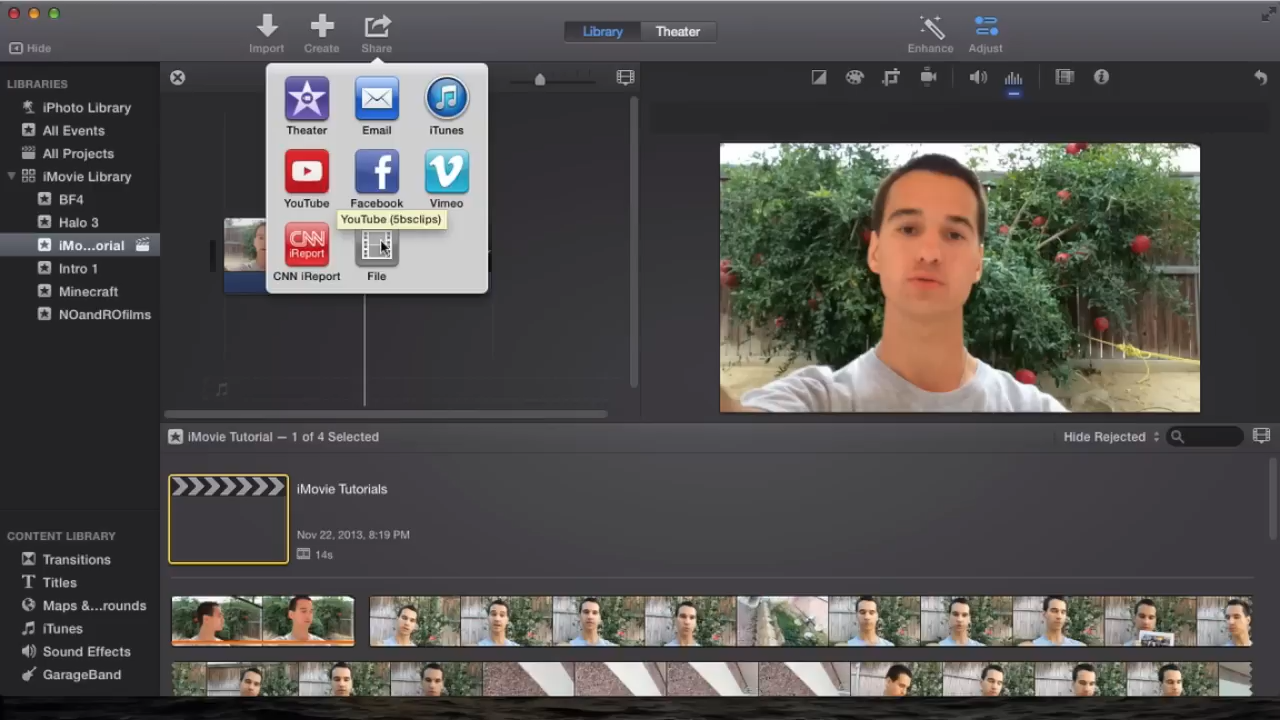 Hide
Import
Create
Share
Library
Theater
Enhance
Adjust
LIBRARIES
iPhoto Library
All Events
All Projects
iMovie Library
BF4
Halo 3
iMo...orial
Intro 1
Minecraft
NOandROfilms
Theater
Email
iTunes
YouTube
Facebook
Vimeo
YouTube (5bsclips)
CNN
iReport
CNN iReport
File
iMovie Tutorial — 1 of 4 Selected
Hide Rejected
iMovie Tutorials
Nov 22, 2013, 8:19 PM
14s
CONTENT LIBRARY
Transitions
Titles
Maps &...rounds
iTunes
Sound Effects
GarageBand